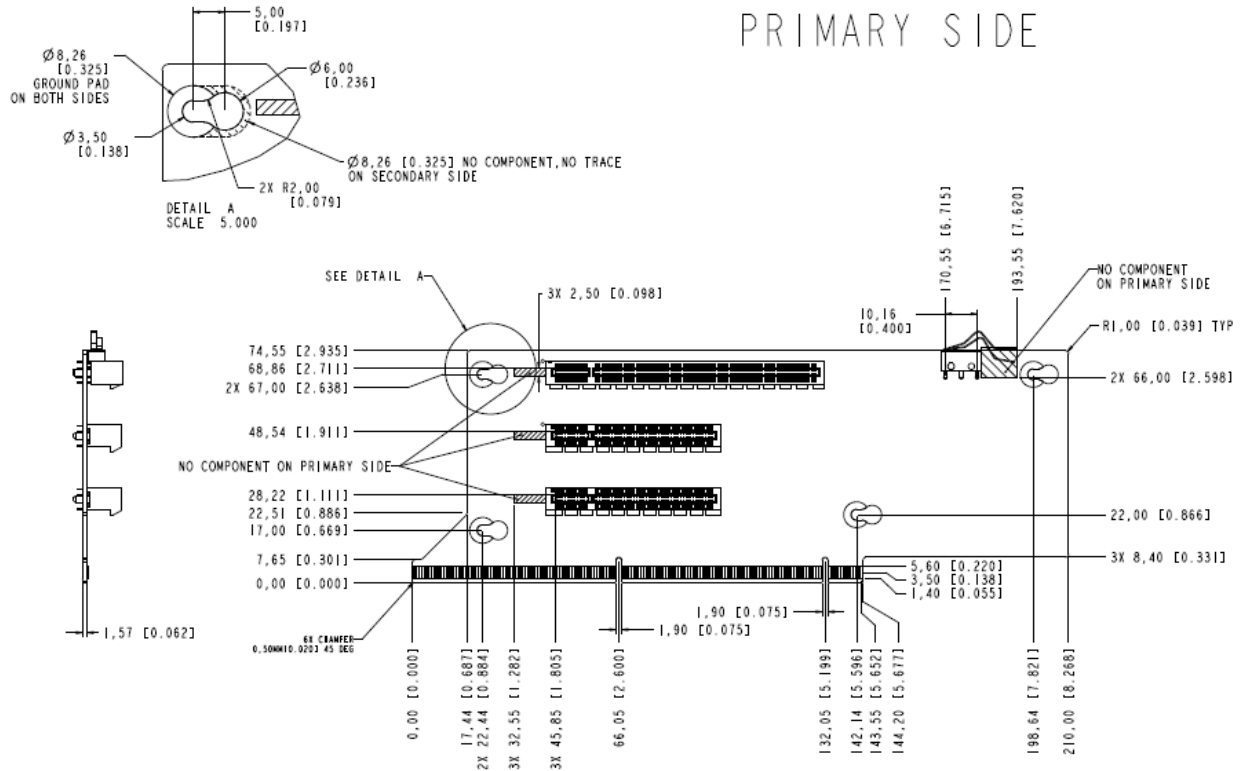 PRIMARY SIDE
5,00
[0.197]
Ø8,26
[0.325]
GROUND PAD
ON BOTH SIDES
Ø6,00
[0.236]
Ø3,50
[0.138]
Ø8,26 [0.325] NO COMPONENT,NO TRACE
ON SECONDARY SIDE
2X R2,00
[0.079]
DETAIL A
SCALE 5.000
SEE DETAIL A
3X 2,50 [0.098]
170,55 [6.715]
193,55 [7.620]
NO COMPONENT
ON PRIMARY SIDE
10,16
[0.400]
R1,00 [0.039] TYP
74,55 [2.935]
68,86 [2.711]
2X 67,00 [2.638]
2X 66,00 [2.598]
48,54 [1.911]
NO COMPONENT ON PRIMARY SIDE
28,22 [1.111]
22,51 [0.886]
17,00 [0.669]
22,00 [0.866]
7,65 [0.301]
0,00 [0.000]
3X 8,40 [0.331]
5,60 [0.220]
3,50 [0.138]
1,40 [0.055]
1,90 [0.075]
1,90 [0.075]
1,57 [0.062]
6X CHAMFER
0,50MM[0.020] 45 DEG
0,00 [0.000]
17,44 [0.687]
2X 22,44 [0.884]
3X 32,55 [1.282]
3X 45,85 [1.805]
66,05 [2.600]
132,05 [5.199]
142,14 [5.596]
143,55 [5.652]
144,20 [5.677]
198,64 [7.821]
210,00 [8.268]